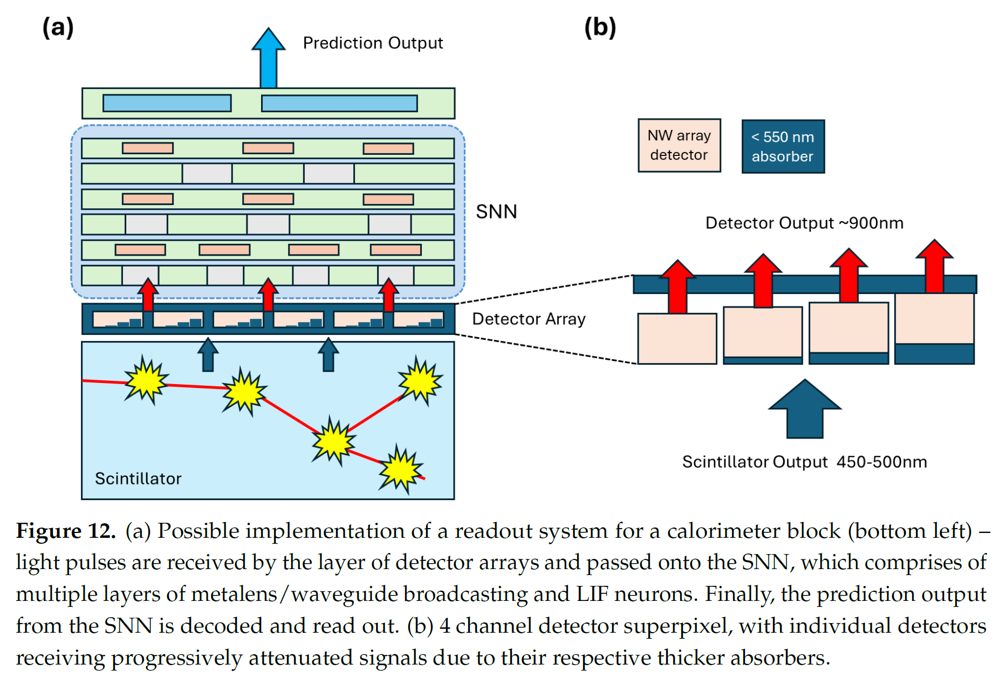 (a)
Prediction Output
SNN
Detector Array
Scintillator
(b)
NW array
detector
< 550 nm
absorber
Detector Output ~900nm
Scintillator Output 450-500nm
Figure 12. (a) Possible implementation of a readout system for a calorimeter block (bottom left) –
light pulses are received by the layer of detector arrays and passed onto the SNN, which comprises of
multiple layers of metalens/waveguide broadcasting and LIF neurons. Finally, the prediction output
from the SNN is decoded and read out. (b) 4 channel detector superpixel, with individual detectors
receiving progressively attenuated signals due to their respective thicker absorbers.